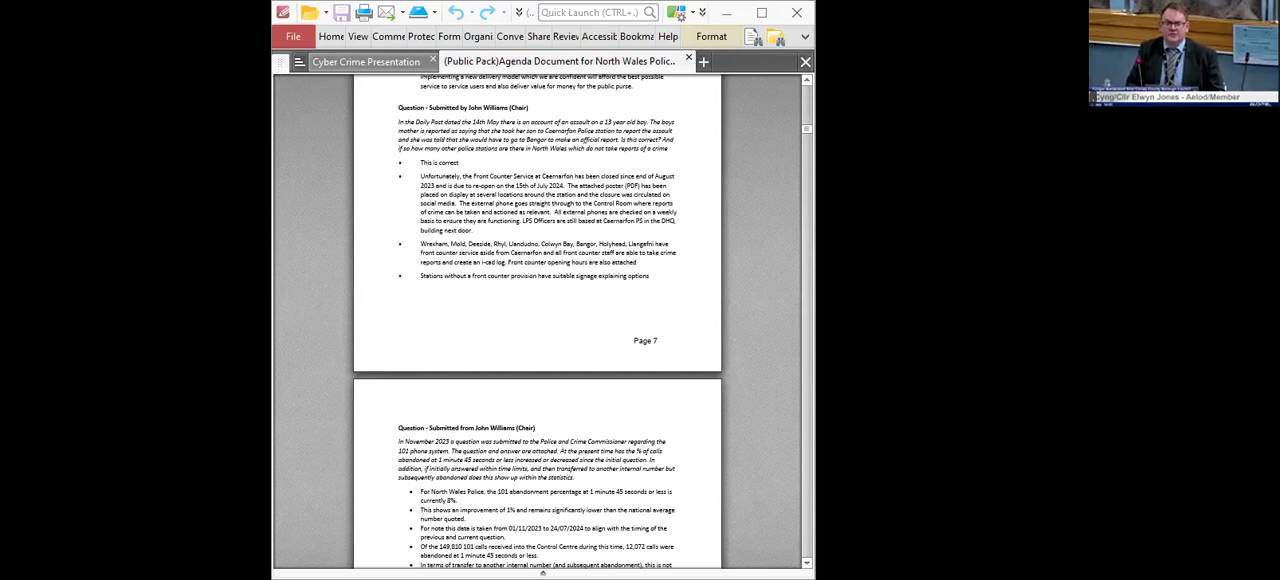 Quick Launch (CTRL+.)
File
Home
View
Comme
Protec
Form
Organi
Conve
Share
Reviev
Accessib
Bookma
Help
Format
Cyber Crime Presentation
(Public Pack)Agenda Document for North Wales Polic..
implementing a new delivery model which we are confident will afford the best possible
service to service users and also deliver value for money for the public purse.
Question - Submitted by John Williams (Chair)
In the Daily Post dated the 14th May there is an account of an assault on a 13 year old boy. The boys
mother is reported as saying that she took her son to Caernarfon Police station to report the assault
and she was told that she would have to go to Bangor to make an official report. Is this correct? And
if so how many other police stations are there in North Wales which do not take reports of a crime
• This is correct
• Unfortunately, the Front Counter Service at Caernarfon has been closed since end of August
2023 and is due to re-open on the 15th of July 2024. The attached poster (PDF) has been
placed on display at several locations around the station and the closure was circulated on
social media. The external phone goes straight through to the Control Room where reports
of crime can be taken and actioned as relevant. All external phones are checked on a weekly
basis to ensure they are functioning. LPS Officers are still based at Caernarfon PS in the DHQ
building next door.
• Wrexham, Mold, Deeside, Rhyl, Llandudno, Colwyn Bay, Bangor, Holyhead, Llangefni have
front counter service aside from Caernarfon and all front counter staff are able to take crime
reports and create an i-cad log. Front counter opening hours are also attached
• Stations without a front counter provision have suitable signage explaining options
Page 7
Question - Submitted from John Williams (Chair)
In November 2023 a question was submitted to the Police and Crime Commissioner regarding the
101 phone system. The question and answer are attached. At the present time has the % of calls
abandoned at 1 minute 45 seconds or less increased or decreased since the initial question. In
addition, if initially answered within time limits, and then transferred to another internal number but
subsequently abandoned does this show up within the statistics.
• For North Wales Police, the 101 abandonment percentage at 1 minute 45 seconds or less is
currently 8%.
• This shows an improvement of 1% and remains significantly lower than the national average
number quoted.
• For note this data is taken from 01/11/2023 to 24/07/2024 to align with the timing of the
previous and current question.
• Of the 149,810 101 calls received into the Control Centre during this time, 12,072 calls were
abandoned at 1 minute 45 seconds or less.
• In terms of transfer to another internal number (and subsequent abandonment), this is not
Cyng/Cllr Elwyn Jones - Aelod/Member